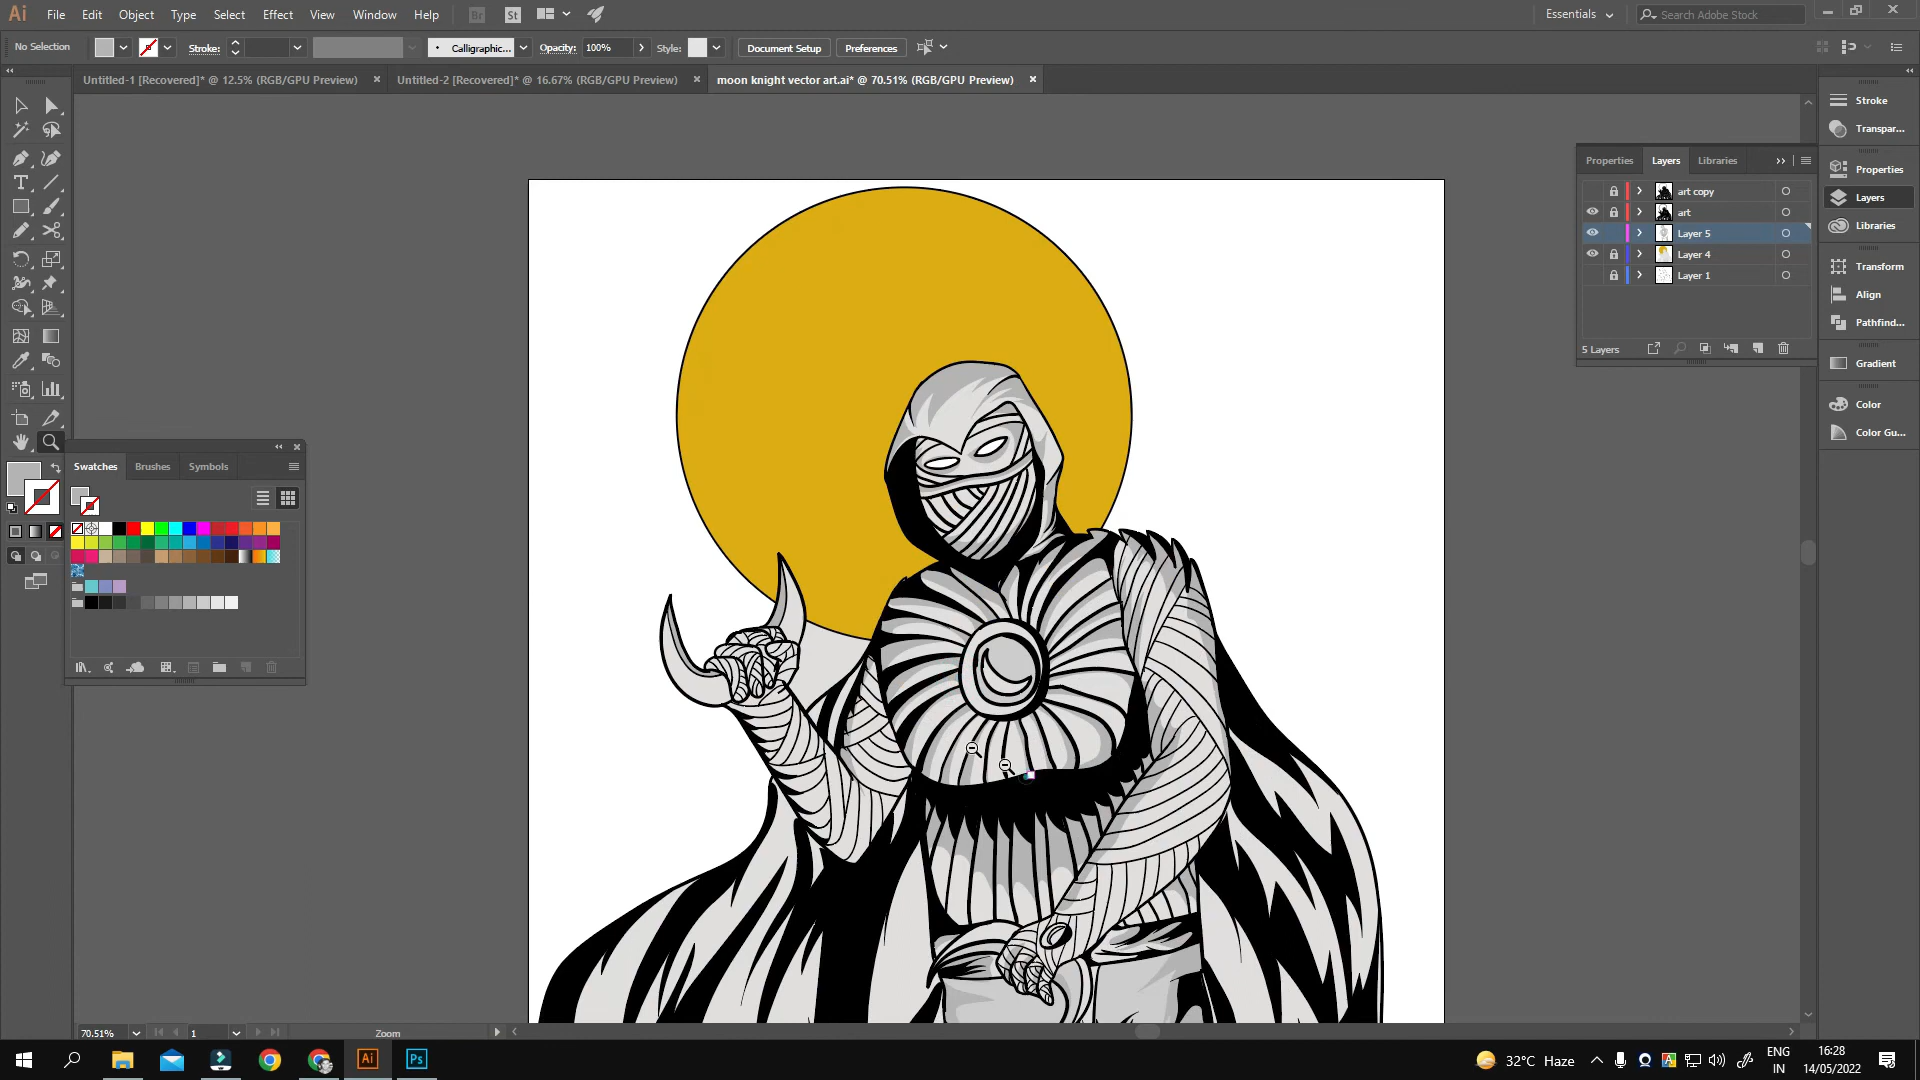 Ai File Edit Object Type Select Effect View Window Help Br St Essentials Search Adobe Stock
No Selection Stroke: Calligraphic... Opacity: 100% Style: Document Setup Preferences
Untitled-1 [Recovered]* @ 12.5% (RGB/GPU Preview) Untitled-2 [Recovered]* @ 16.67% (RGB/GPU Preview) moon knight vector art.ai* @ 70.51% (RGB/GPU Preview)
Stroke
Transpar...
Properties
Layers
Libraries
Transform
Align
Pathfind...
Gradient
Color
Color Gu...
Properties Layers Libraries
art copy
art
Layer 5
Layer 4
Layer 1
5 Layers
Swatches Brushes Symbols
70.51% 1 Zoom
Ai Ps 32°C Haze ENG IN 16:28 14/05/2022